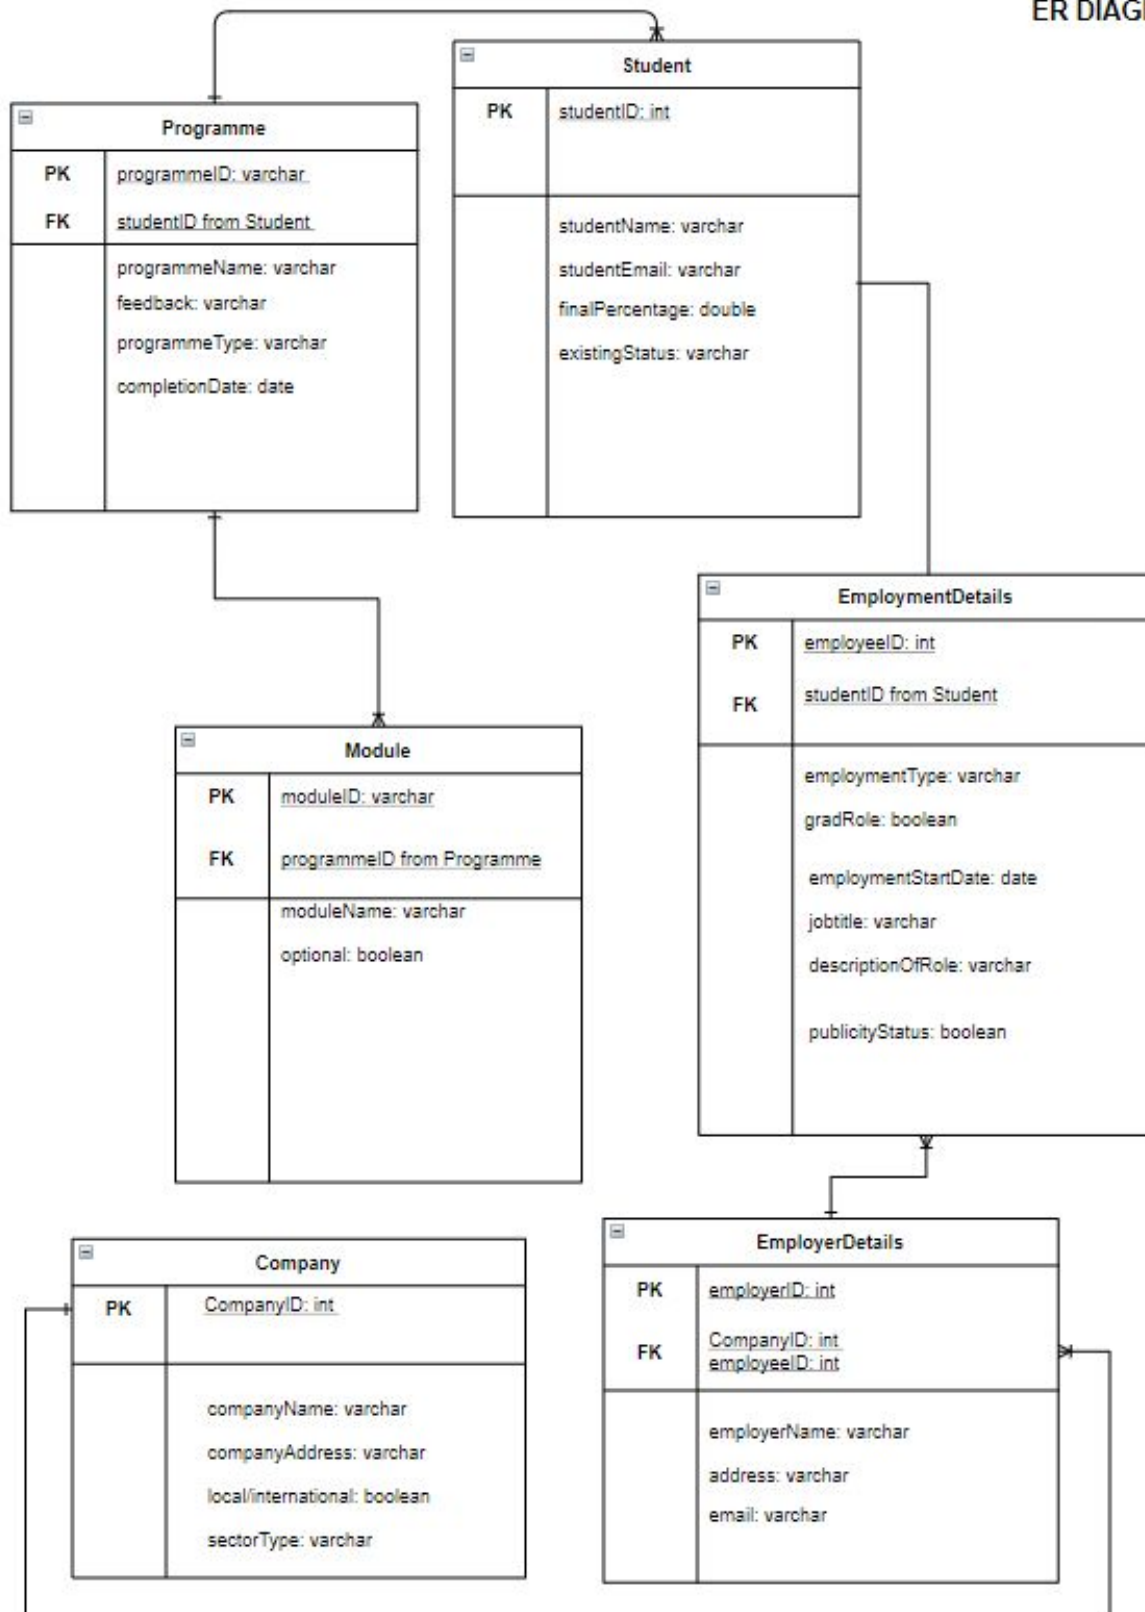 ER DIAG
Student
PK studentID: int
studentName: varchar
studentEmail: varchar
finalPercentage: double
existingStatus: varchar
Programme
PK programmeID: varchar
FK studentID from Student
programmeName: varchar
feedback: varchar
programmeType: varchar
completionDate: date
EmploymentDetails
PK employeeID: int
FK studentID from Student
employmentType: varchar
gradRole: boolean
employmentStartDate: date
jobtitle: varchar
descriptionOfRole: varchar
publicityStatus: boolean
Module
PK moduleID: varchar
FK programmeID from Programme
moduleName: varchar
optional: boolean
Company
PK CompanyID: int
companyName: varchar
companyAddress: varchar
local/international: boolean
sectorType: varchar
EmployerDetails
PK employerID: int
FK CompanyID: int
employeeID: int
employerName: varchar
address: varchar
email: varchar